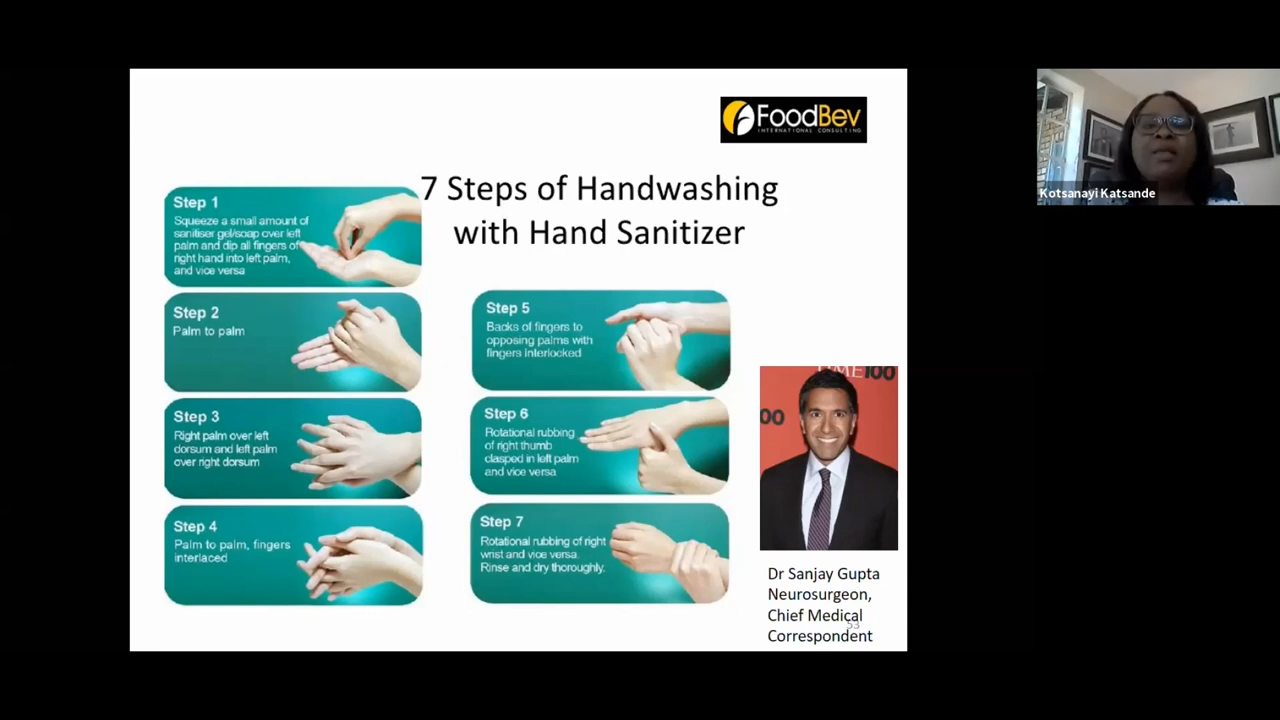 FoodBev
INTERNATIONAL CONSULTING
7 Steps of Handwashing
with Hand Sanitizer
Step 1
Squeeze a small amount of
sanitiser gel/soap over left
palm and dip all fingers of
right hand into left palm,
and vice versa
Step 2
Palm to palm
Step 3
Right palm over left
dorsum and left palm
over right dorsum
Step 4
Palm to palm, fingers
interlaced
Step 5
Backs of fingers to
opposing palms with
fingers interlocked
Step 6
Rotational rubbing
of right thumb
clasped in left palm
and vice versa
Step 7
Rotational rubbing of right
wrist and vice versa.
Rinse and dry thoroughly.
TIME100
00
Dr Sanjay Gupta
Neurosurgeon,
Chief Medical
Correspondent
53
Kotsanayi Katsande